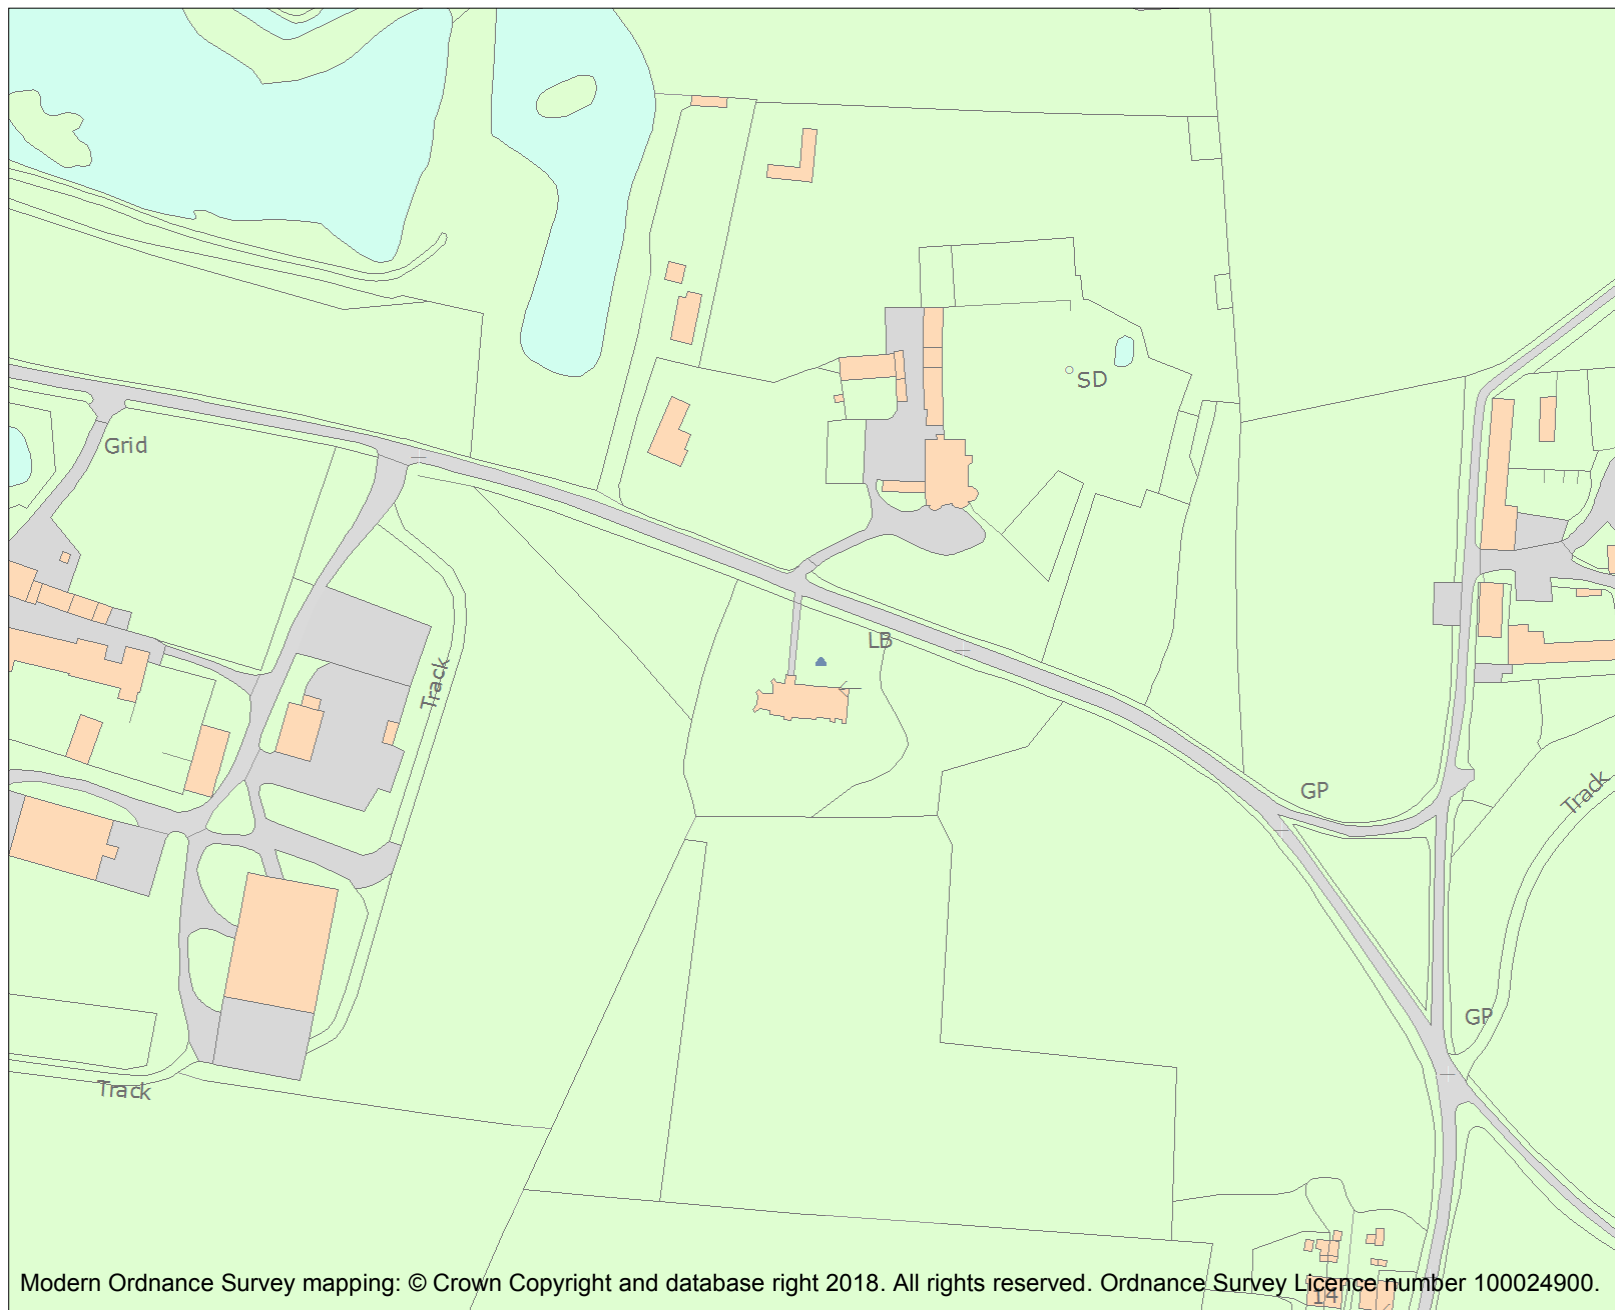 SD
Grid
LB
Track
GP
Track
GP
Track
Modern Ordnance Survey mapping: © Crown Copyright and database right 2018. All rights reserved. Ordnance Survey Licence number 100024900.
14